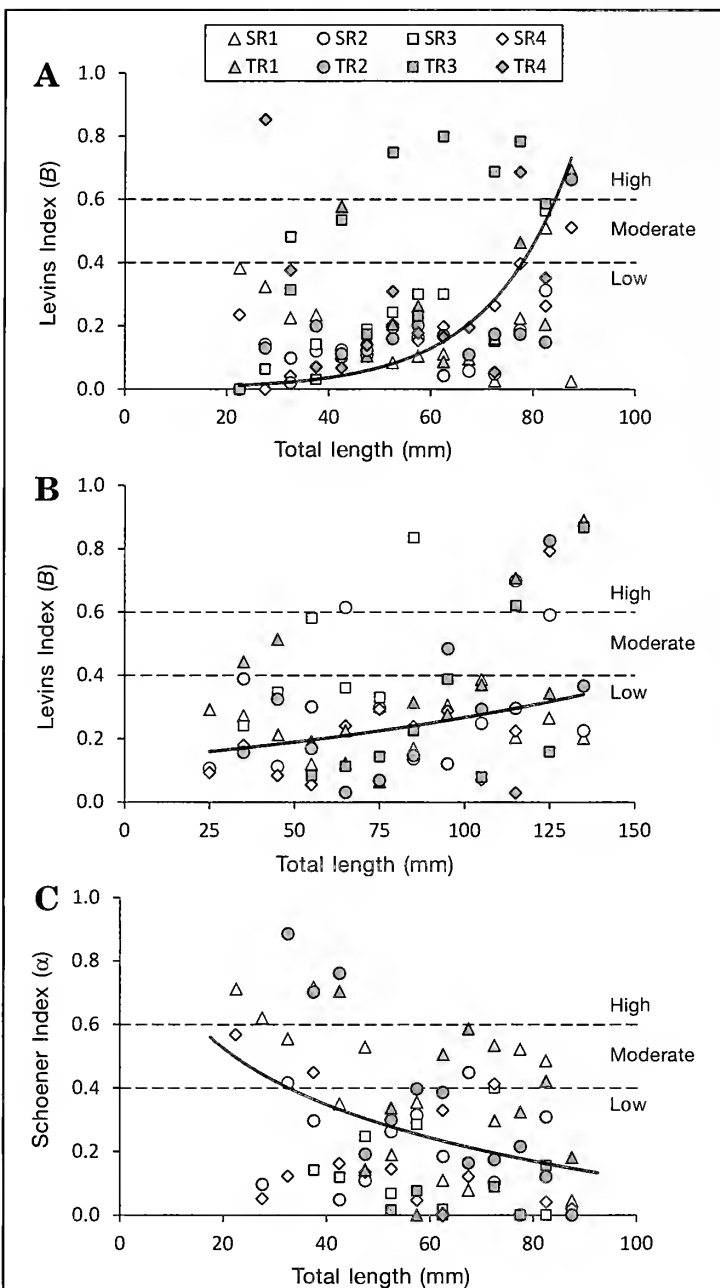 SR1 SR2 SR3 SR4
TR1 TR2 TR3 TR4
A
1.0
0.8
0.6
0.4
0.2
0.0
Levins Index (B)
High
Moderate
Low
0 20 40 60 80 100
Total length (mm)
B
1.0
0.8
0.6
0.4
0.2
0.0
Levins Index (B)
High
Moderate
Low
0 25 50 75 100 125 150
Total length (mm)
C
1.0
0.8
0.6
0.4
0.2
0.0
Schoener Index (α)
High
Moderate
Low
0 20 40 60 80 100
Total length (mm)